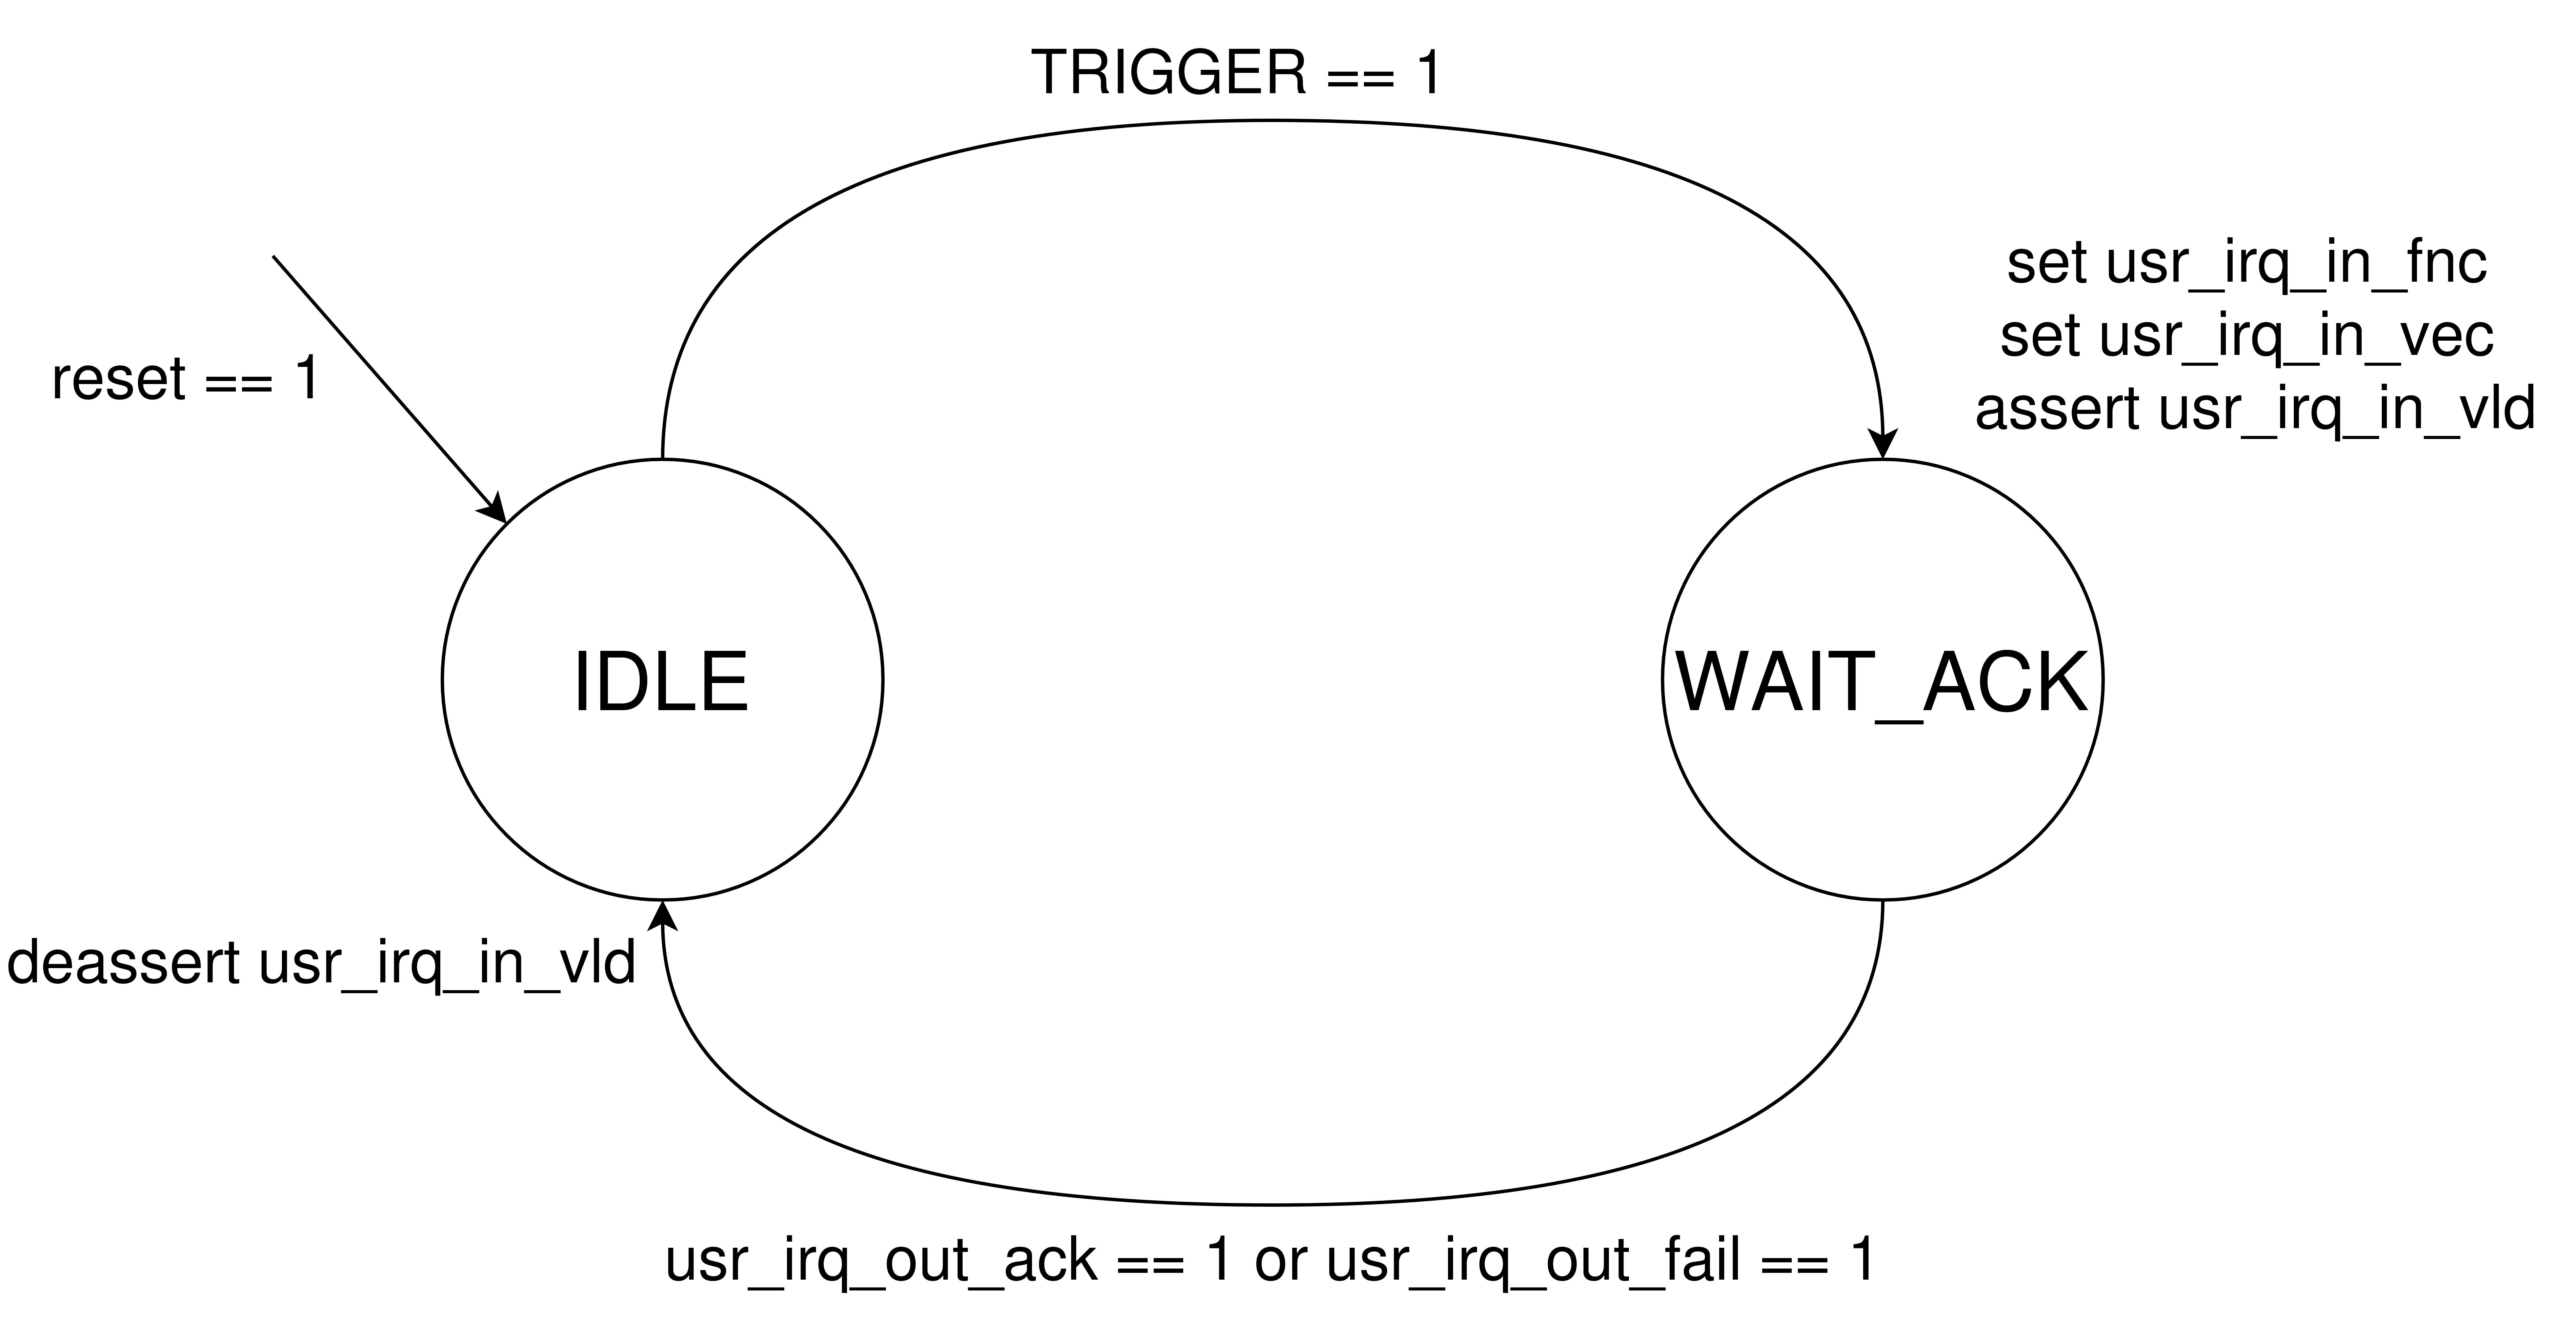 TRIGGER == 1
set usr_irq_in_fnc
set usr_irq_in_vec
assert usr_irq_in_vld
reset == 1
IDLE
WAIT_ACK
deassert usr_irq_in_vld
usr_irq_out_ack == 1 or usr_irq_out_fail == 1